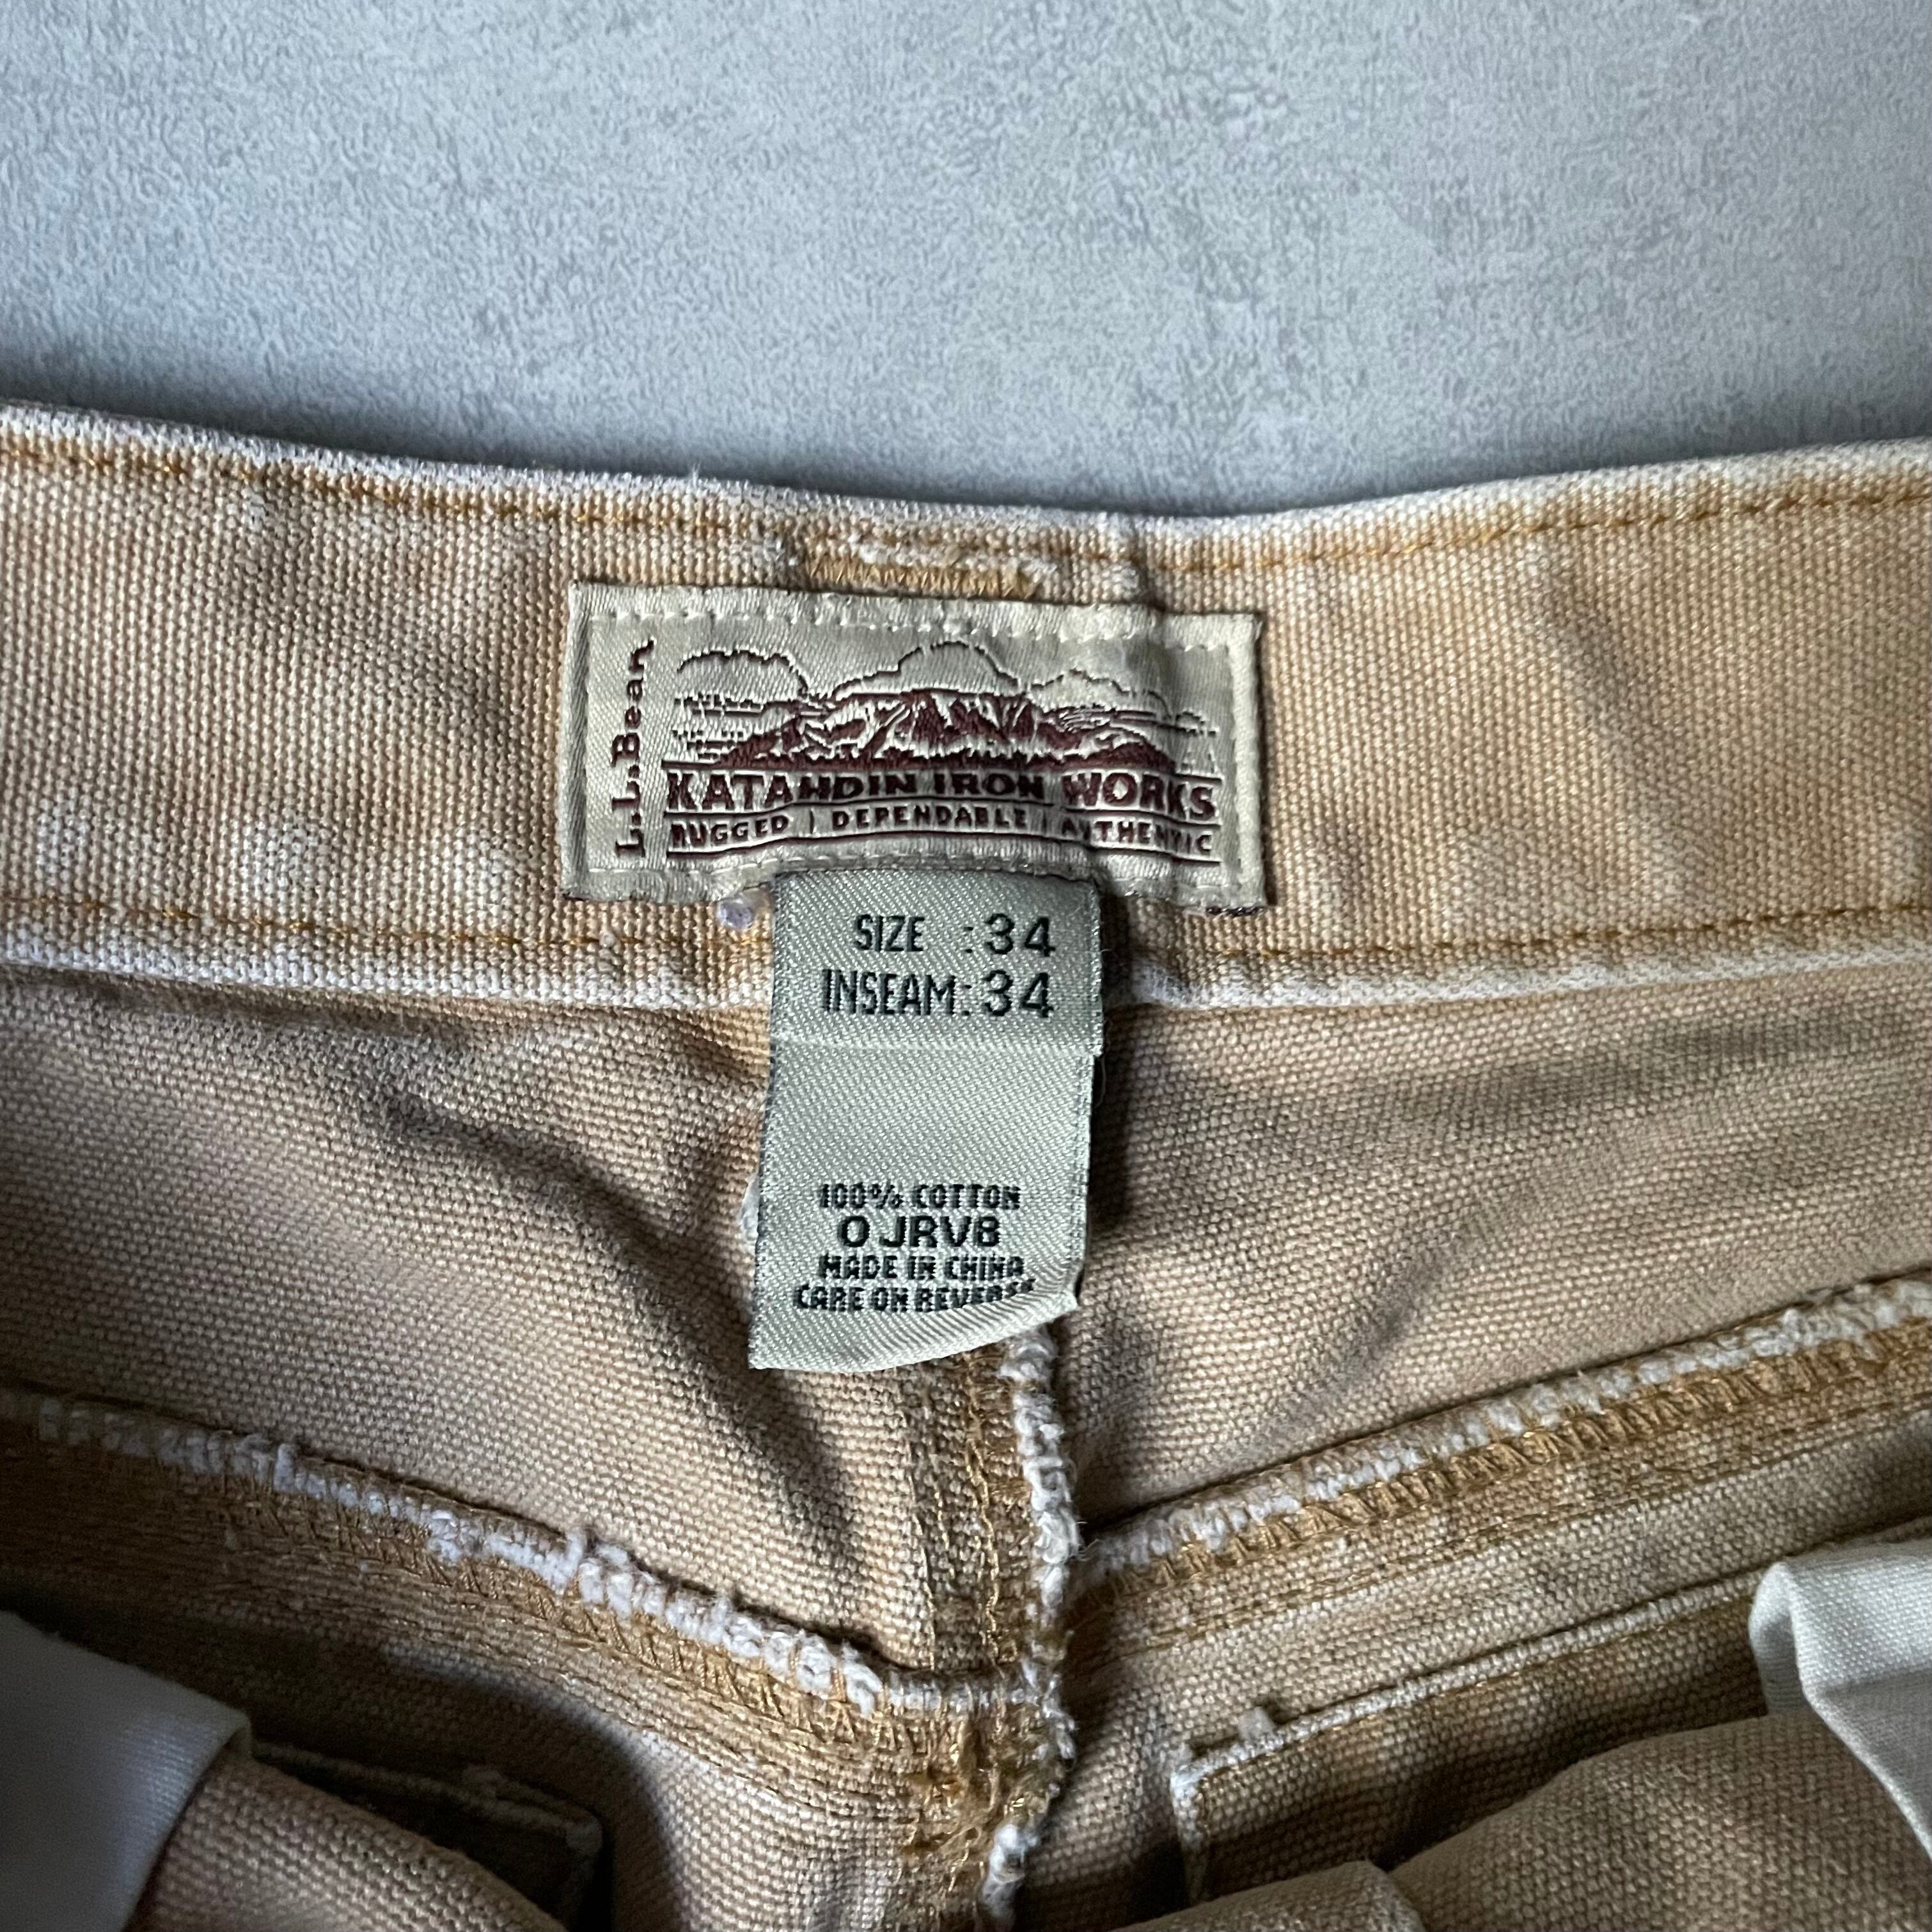 L.L.Bean
KATAHDIN IRON WORKS
RUGGED | DEPENDABLE | AUTHENTIC
SIZE :34
INSEAM:34
100% COTTON
0JRV8
MADE IN CHINA
CARE ON REVERSE